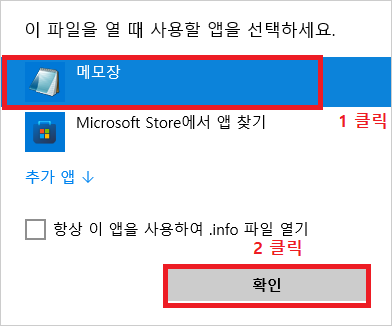 이 파일을 열 때 사용할 앱을 선택하세요.
메모장
Microsoft Store에서 앱 찾기
1 클릭
추가 앱 ↓
항상 이 앱을 사용하여 .info 파일 열기
2 클릭
확인